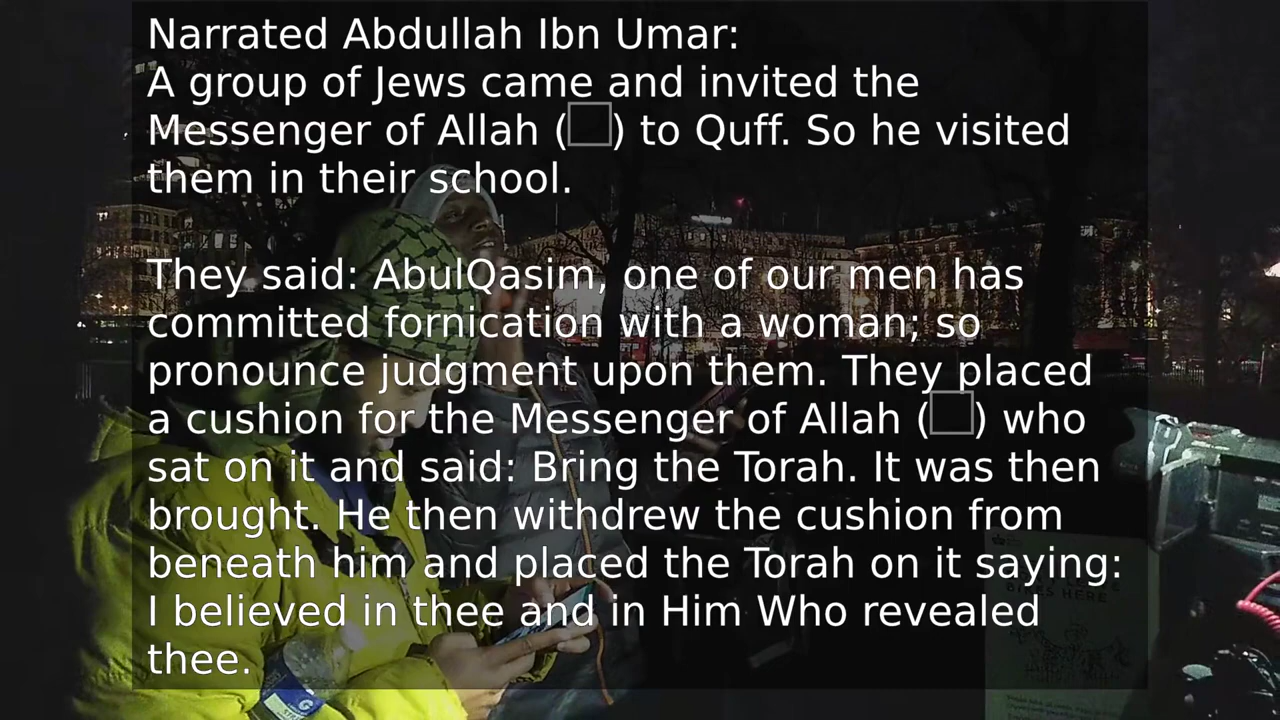 Narrated Abdullah Ibn Umar:
A group of Jews came and invited the
Messenger of Allah (□) to Quff. So he visited
them in their school.
They said: AbulQasim, one of our men has
committed fornication with a woman; so
pronounce judgment upon them. They placed
a cushion for the Messenger of Allah (□) who
sat on it and said: Bring the Torah. It was then
brought. He then withdrew the cushion from
beneath him and placed the Torah on it saying:
I believed in thee and in Him Who revealed
thee.
BIKES HERE